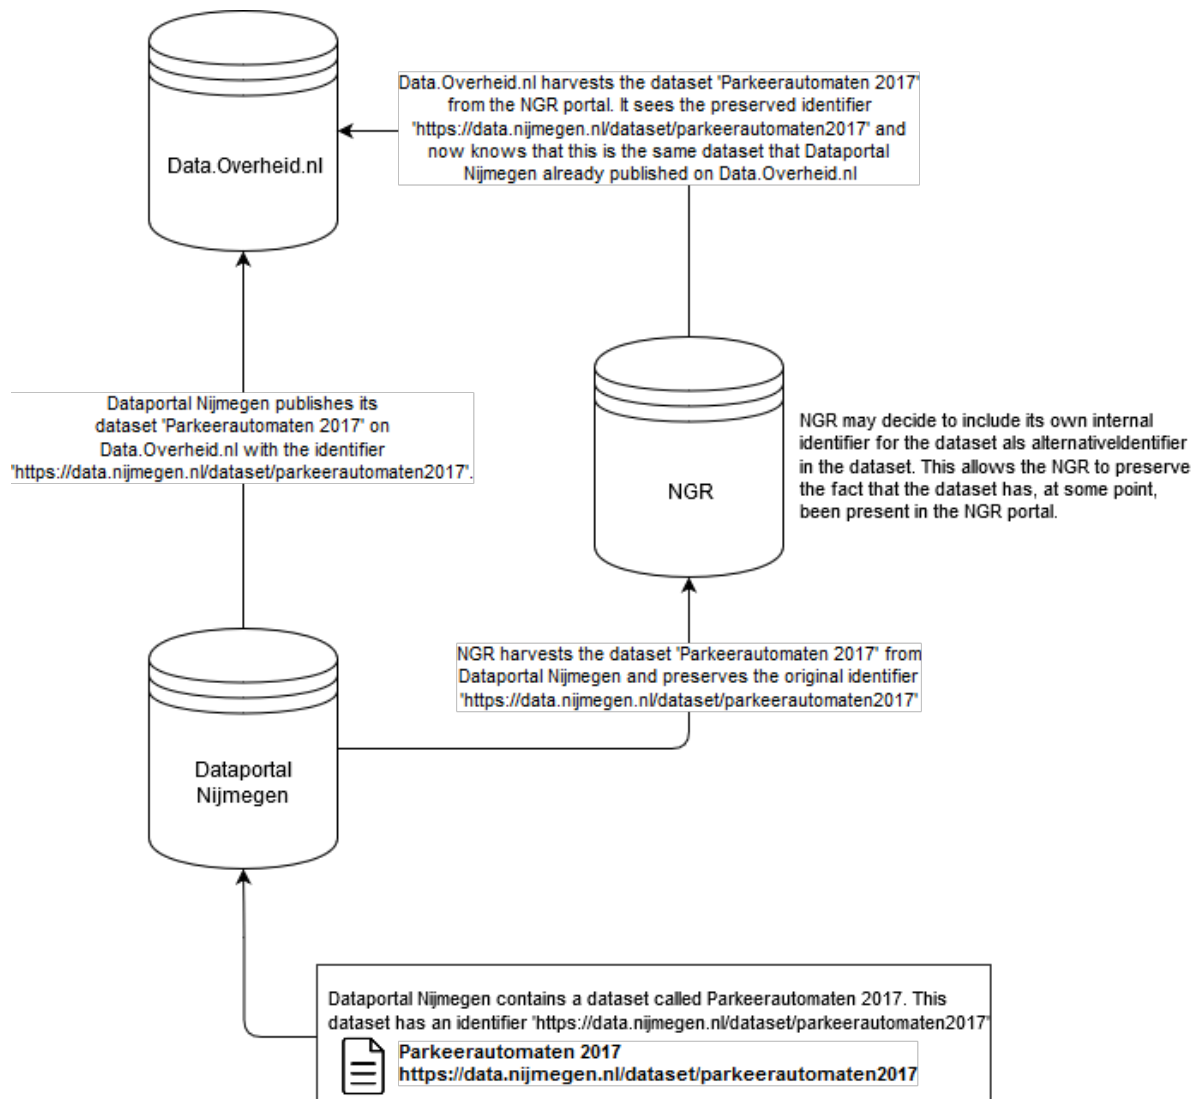 Data.Overheid.nl
Data.Overheid.nl harvests the dataset "Parkeerautomaten 2017"
from the NGR portal. It sees the preserved identifier
"https://data.nijmegen.nl/dataset/parkeerautomaten2017" and
now knows that this is the same dataset that Dataportal
Nijmegen already published on Data.Overheid.nl
Dataportal Nijmegen publishes its
dataset "Parkeerautomaten 2017" on
Data.Overheid.nl with the identifier
"https://data.nijmegen.nl/dataset/parkeerautomaten2017".
NGR
NGR may decide to include its own internal
identifier for the dataset als alternativeIdentifier
in the dataset. This allows the NGR to preserve
the fact that the dataset has, at some point,
been present in the NGR portal.
NGR harvests the dataset "Parkeerautomaten 2017" from
Dataportal Nijmegen and preserves the original identifier
"https://data.nijmegen.nl/dataset/parkeerautomaten2017"
Dataportal
Nijmegen
Dataportal Nijmegen contains a dataset called Parkeerautomaten 2017. This
dataset has an identifier "https://data.nijmegen.nl/dataset/parkeerautomaten2017"
Parkeerautomaten 2017
https://data.nijmegen.nl/dataset/parkeerautomaten2017